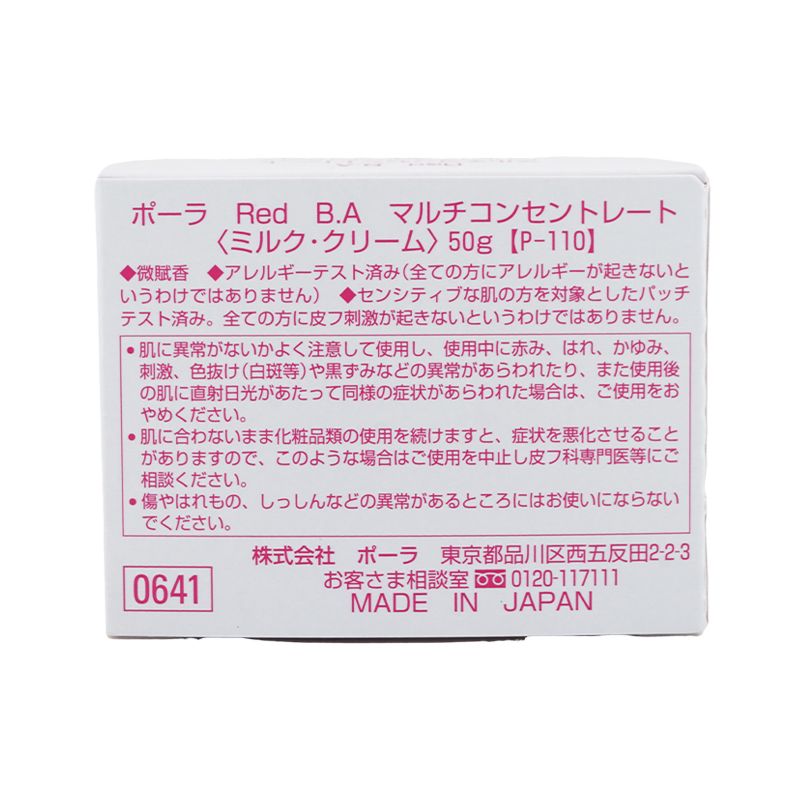 ポーラ Red B.A マルチコンセントレート
〈ミルク・クリーム〉50g【P-110】
◆微賦香 ◆アレルギーテスト済み(全ての方にアレルギーが起きないと
いうわけではありません) ◆センシティブな肌の方を対象としたパッチ
テスト済み。全ての方に皮フ刺激が起きないというわけではありません。
•肌に異常がないかよく注意して使用し、使用中に赤み、はれ、かゆみ、
刺激、色抜け(白斑等)や黒ずみなどの異常があらわれたり、また使用後
の肌に直射日光があたって同様の症状があらわれた場合は、ご使用をお
やめください。
•肌に合わないまま化粧品類の使用を続けますと、症状を悪化させること
がありますので、このような場合はご使用を中止し皮フ科専門医等にご
相談ください。
•傷やはれもの、しっしんなどの異常があるところにはお使いにならない
でください。
株式会社 ポーラ 東京都品川区西五反田2-2-3
お客さま相談室 0120-117111
0641
MADE IN JAPAN